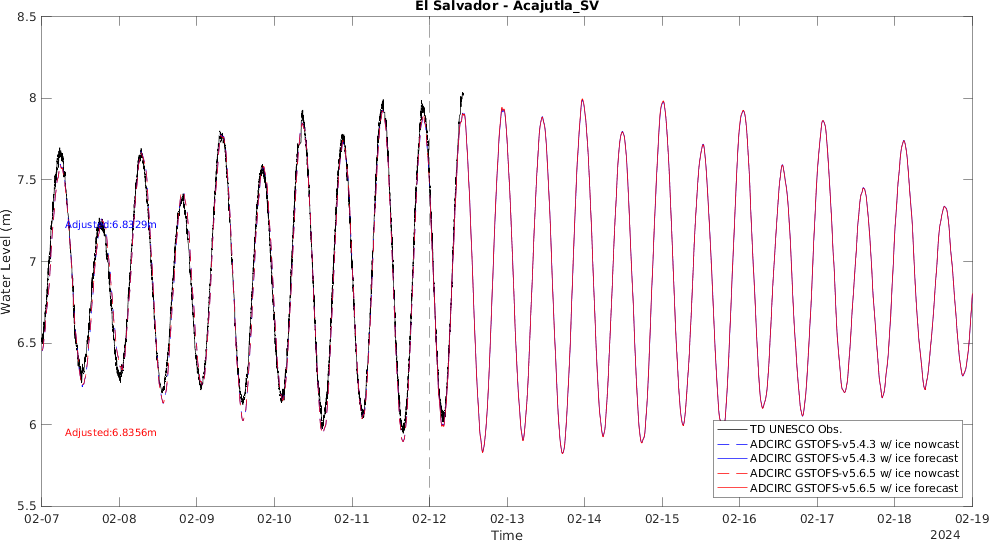 El Salvador - Acajutla_SV
8.5
8
7.5
7
6.5
6
5.5
Water Level (m)
Adjusted:6.8329m
Adjusted:6.8356m
TD UNESCO Obs.
ADCIRC GSTOFS-v5.4.3 w/ ice nowcast
ADCIRC GSTOFS-v5.4.3 w/ ice forecast
ADCIRC GSTOFS-v5.6.5 w/ ice nowcast
ADCIRC GSTOFS-v5.6.5 w/ ice forecast
02-07 02-08 02-09 02-10 02-11 02-12 02-13 02-14 02-15 02-16 02-17 02-18 02-19
Time
2024